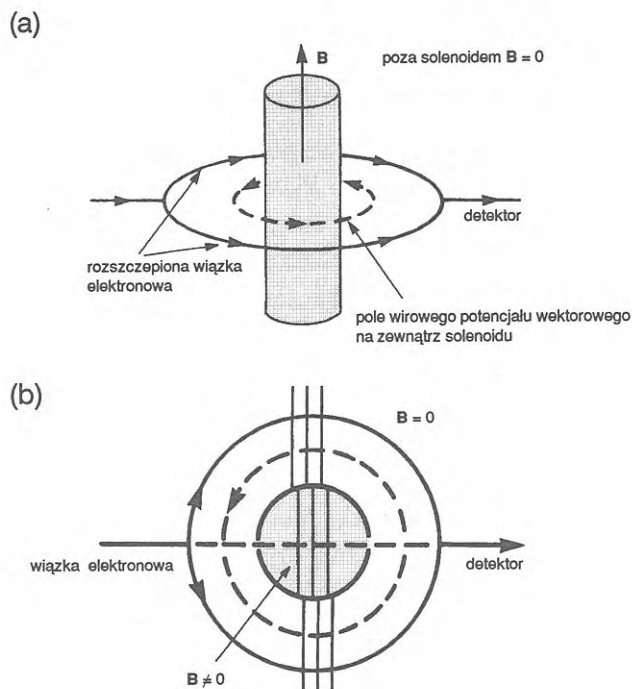 (a)
B
poza solenoidem B = 0
detektor
rozszczepiona wiązka
elektronowa
pole wirowego potencjału wektorowego
na zewnątrz solenoidu
(b)
B = 0
wiązka elektronowa
detektor
B ≠ 0